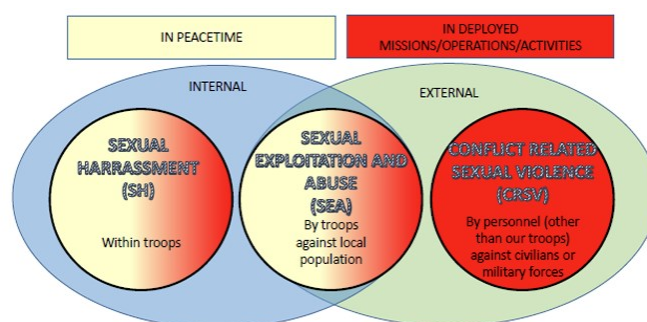 IN PEACETIME
IN DEPLOYED
MISSIONS/OPERATIONS/ACTIVITIES
INTERNAL
EXTERNAL
SEXUAL
HARRASSMENT
(SH)
Within troops
SEXUAL
EXPLOITATION AND
ABUSE
(SEA)
By troops
against local
population
CONFLICT RELATED
SEXUAL VIOLENCE
(CRSV)
By personnel (other
than our troops)
against civilians or
military forces